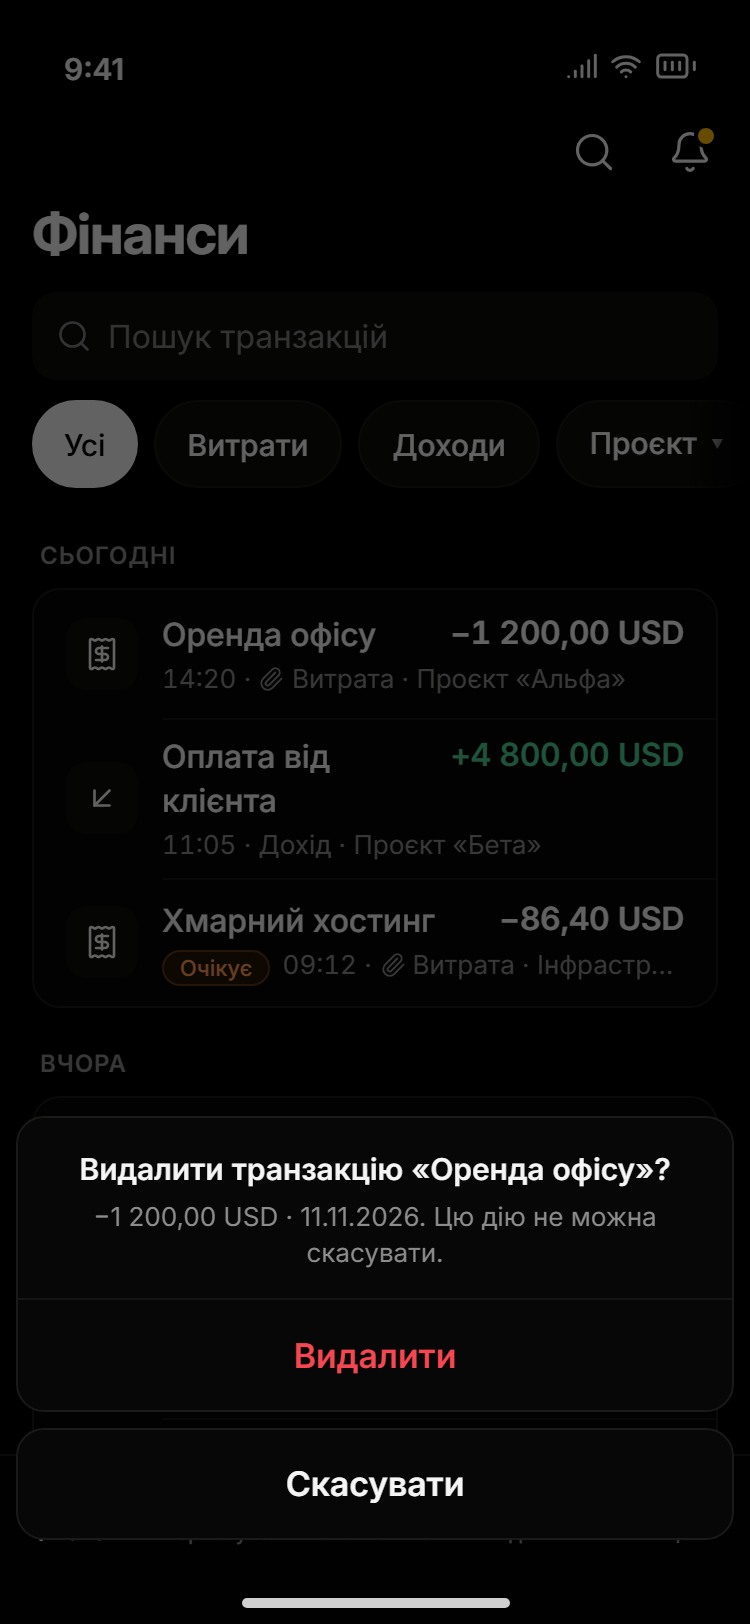 9:41
Фінанси
Пошук транзакцій
Усі Витрати Доходи Проєкт
СЬОГОДНІ
Оренда офісу −1 200,00 USD
14:20 · Витрата · Проєкт «Альфа»
Оплата від +4 800,00 USD
клієнта
11:05 · Дохід · Проєкт «Бета»
Хмарний хостинг −86,40 USD
Очікує 09:12 · Витрата · Інфрастр...
ВЧОРА
Видалити транзакцію «Оренда офісу»?
−1 200,00 USD · 11.11.2026. Цю дію не можна
скасувати.
Видалити
Скасувати